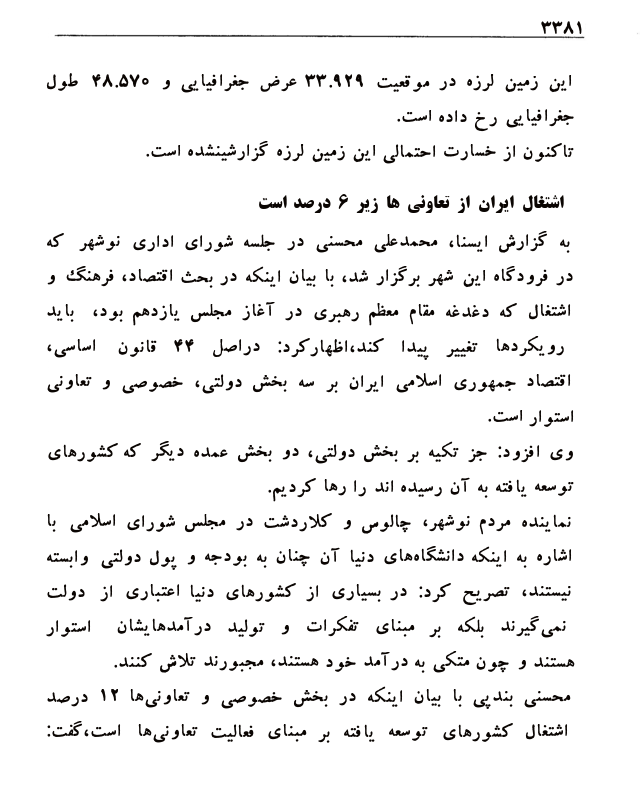 ۳۳۸۱
این زمین لرزه در موقعیت ۳۳.۹۲۹ عرض جغرافیایی و ۴۸.۵۷۰ طول
جغرافیایی رخ داده است.
تاکنون از خسارت احتمالی این زمین لرزه گزارشینشده است.
اشتغال ایران از تعاونی ها زیر ۶ درصد است
به گزارش ایسنا، محمدعلی محسنی در جلسه شورای اداری نوشهر که
در فرودگاه این شهر برگزار شد، با بیان اینکه در بحث اقتصاد، فرهنگ و
اشتغال که دغدغه مقام معظم رهبری در آغاز مجلس یازدهم بود، باید
رویکردها تغییر پیدا کند،اظهارکرد: دراصل ۴۴ قانون اساسی،
اقتصاد جمهوری اسلامی ایران بر سه بخش دولتی، خصوصی و تعاونی
استوار است.
وی افزود: جز تکیه بر بخش دولتی، دو بخش عمده دیگر که کشورهای
توسعه یافته به آن رسیده اند را رها کردیم.
نماینده مردم نوشهر، چالوس و کلاردشت در مجلس شورای اسلامی با
اشاره به اینکه دانشگاه‌های دنیا آن چنان به بودجه و پول دولتی وابسته
نیستند، تصریح کرد: در بسیاری از کشورهای دنیا اعتباری از دولت
نمی‌گیرند بلکه بر مبنای تفکرات و تولید درآمدهایشان استوار
هستند و چون متکی به درآمد خود هستند، مجبورند تلاش کنند.
محسنی بندپی با بیان اینکه در بخش خصوصی و تعاونی‌ها ۱۲ درصد
اشتغال کشورهای توسعه یافته بر مبنای فعالیت تعاونی‌ها است،گفت: